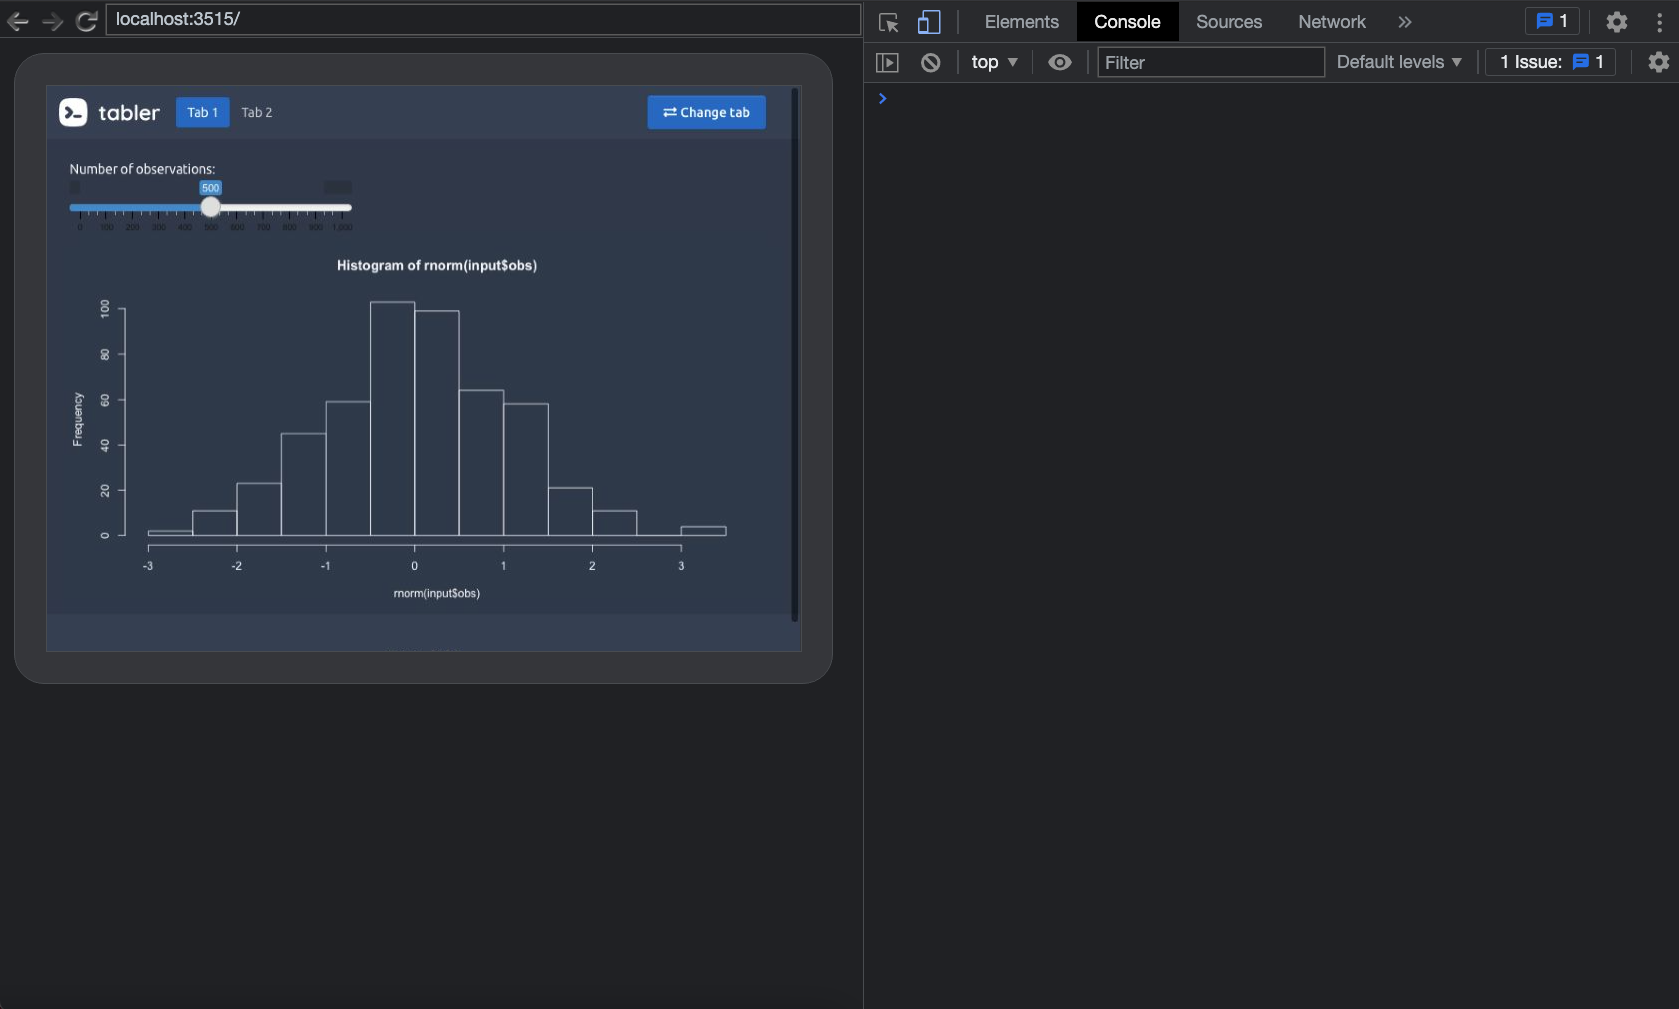 localhost:3515/
Elements Console Sources Network » 1
top ▼ Filter Default levels ▼ 1 Issue: 1
>
tabler Tab 1 Tab 2 Change tab
Number of observations:
500
0 100 200 300 400 500 600 700 800 900 1,000
Histogram of rnorm(input$obs)
Frequency
100
80
60
40
20
0
-3 -2 -1 0 1 2 3
rnorm(input$obs)